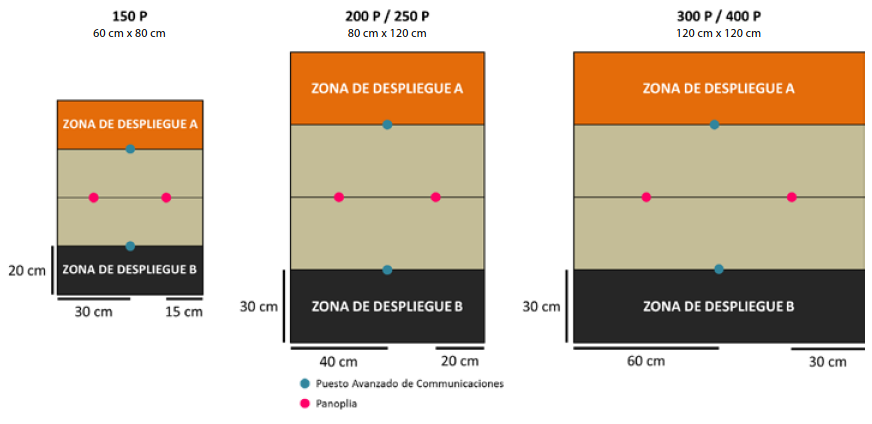 150 P
60 cm x 80 cm
200 P / 250 P
80 cm x 120 cm
300 P / 400 P
120 cm x 120 cm
ZONA DE DESPLIEGUE A
ZONA DE DESPLIEGUE A
ZONA DE DESPLIEGUE A
20 cm
ZONA DE DESPLIEGUE B
30 cm
15 cm
30 cm
ZONA DE DESPLIEGUE B
40 cm
20 cm
30 cm
ZONA DE DESPLIEGUE B
60 cm
30 cm
Puesto Avanzado de Communicaciones
Panoplia